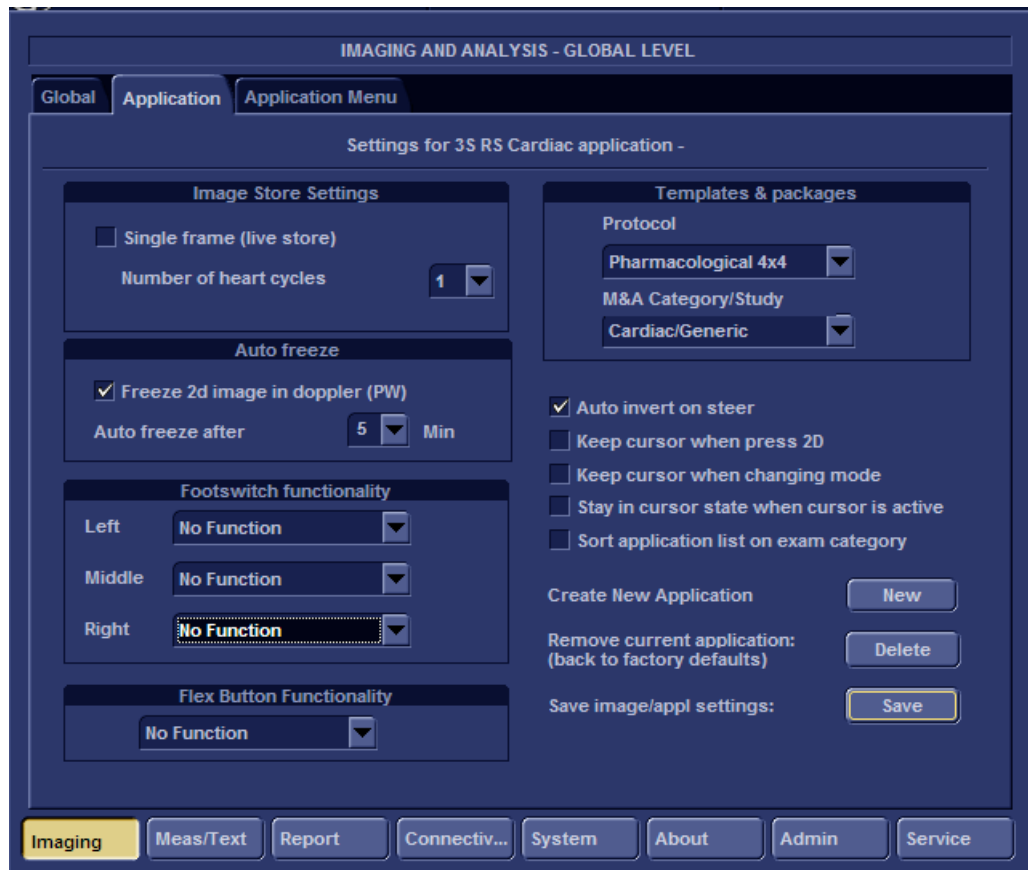 IMAGING AND ANALYSIS - GLOBAL LEVEL
Global
Application
Application Menu
Settings for 3S RS Cardiac application -
Image Store Settings
Single frame (live store)
Number of heart cycles
1
Auto freeze
Freeze 2d image in doppler (PW)
Auto freeze after
5
Min
Footswitch functionality
Left
No Function
Middle
No Function
Right
No Function
Flex Button Functionality
No Function
Templates & packages
Protocol
Pharmacological 4x4
M&A Category/Study
Cardiac/Generic
Auto invert on steer
Keep cursor when press 2D
Keep cursor when changing mode
Stay in cursor state when cursor is active
Sort application list on exam category
Create New Application
New
Remove current application:
(back to factory defaults)
Delete
Save image/appl settings:
Save
Imaging
Meas/Text
Report
Connectiv...
System
About
Admin
Service